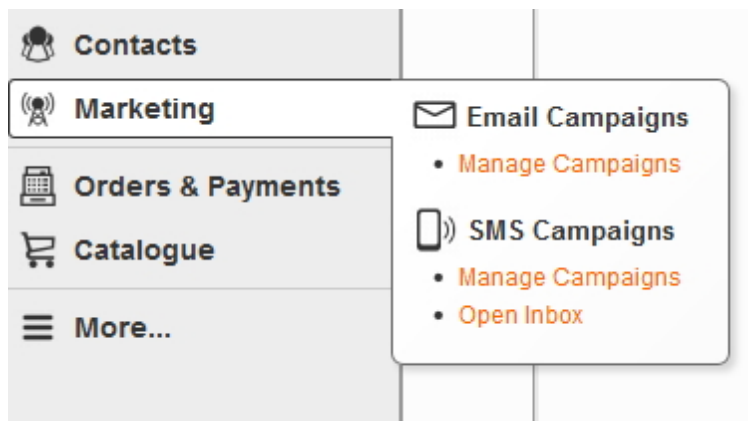 Contacts
Marketing
Orders & Payments
Catalogue
More...
Email Campaigns
Manage Campaigns
SMS Campaigns
Manage Campaigns
Open Inbox